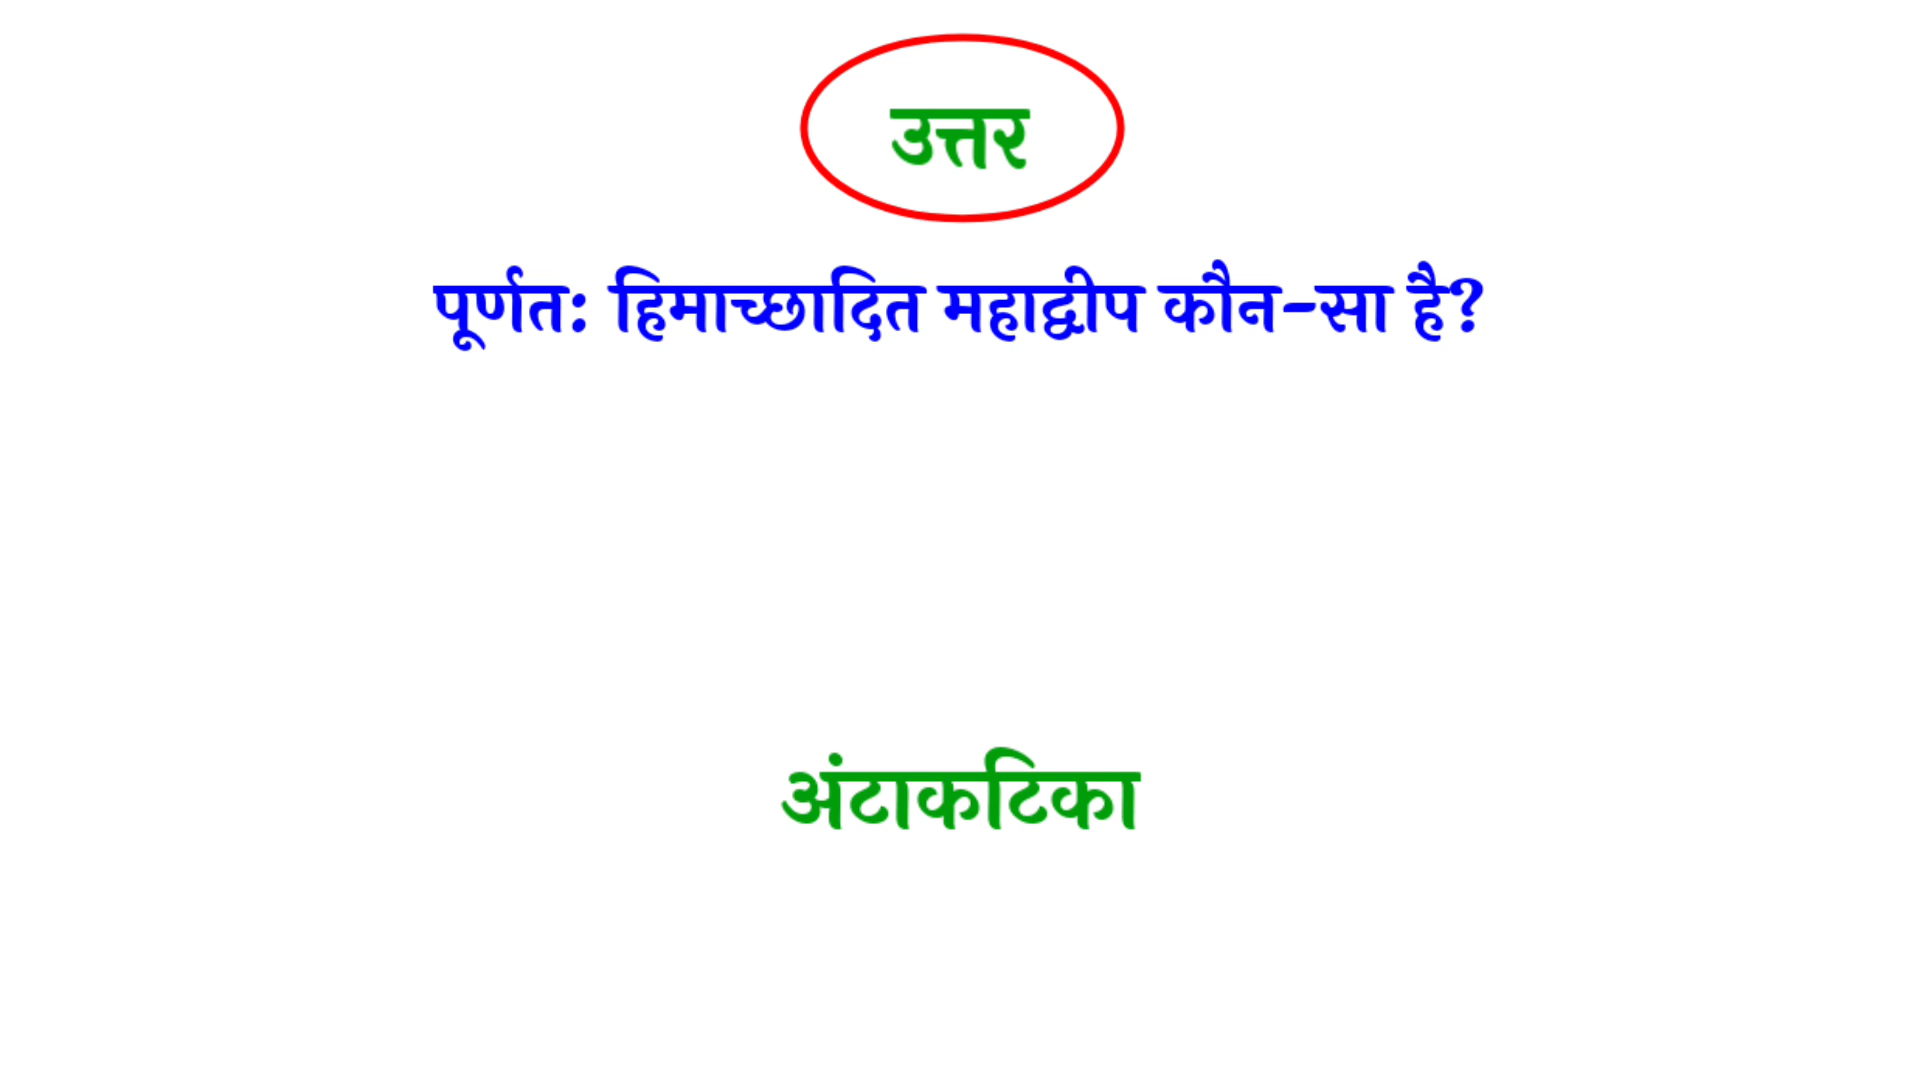 उत्तर
पूर्णत: हिमाच्छादित महाद्वीप कौन-सा है?
अंटाकटिका